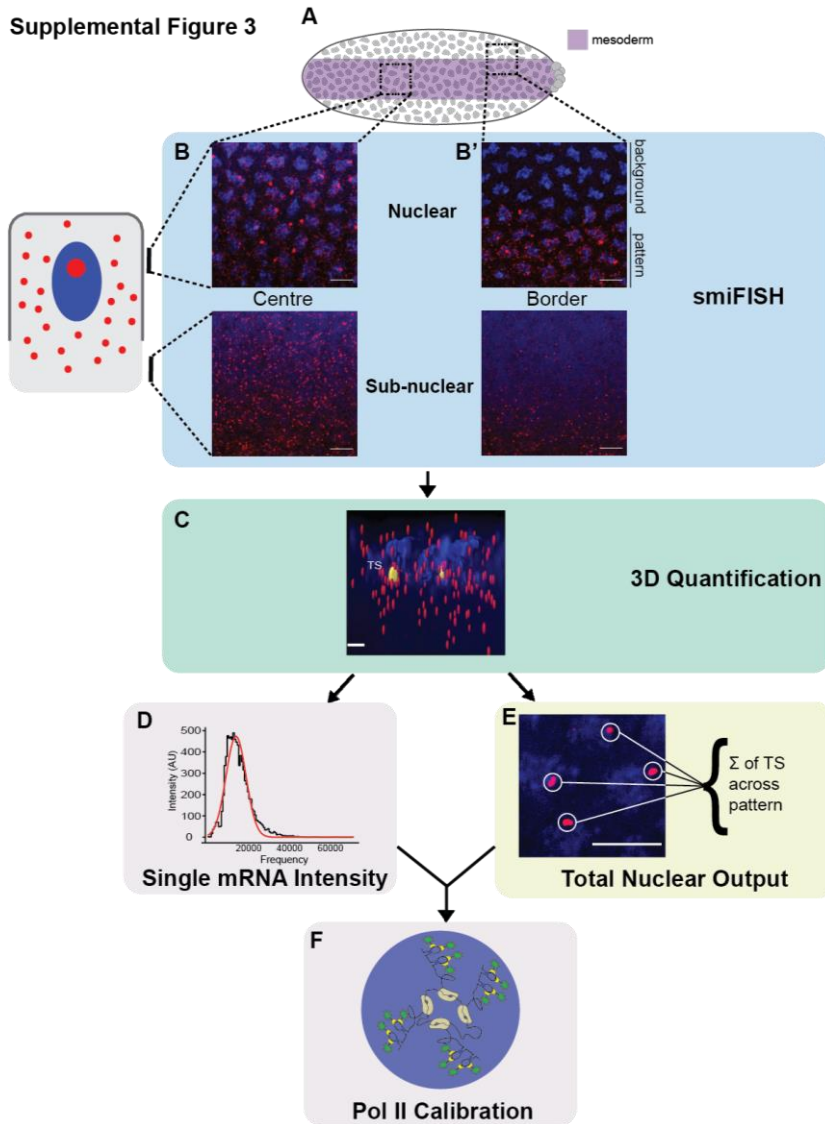 Supplemental Figure 3
A
mesoderm
B
B'
background
Nuclear
pattern
Centre
Border
smiFISH
Sub-nuclear
C
TS
3D Quantification
D
500
400
300
200
100
0
Intensity (AU)
20000 40000 60000
Frequency
Single mRNA Intensity
E
Σ of TS
across
pattern
Total Nuclear Output
F
Pol II Calibration